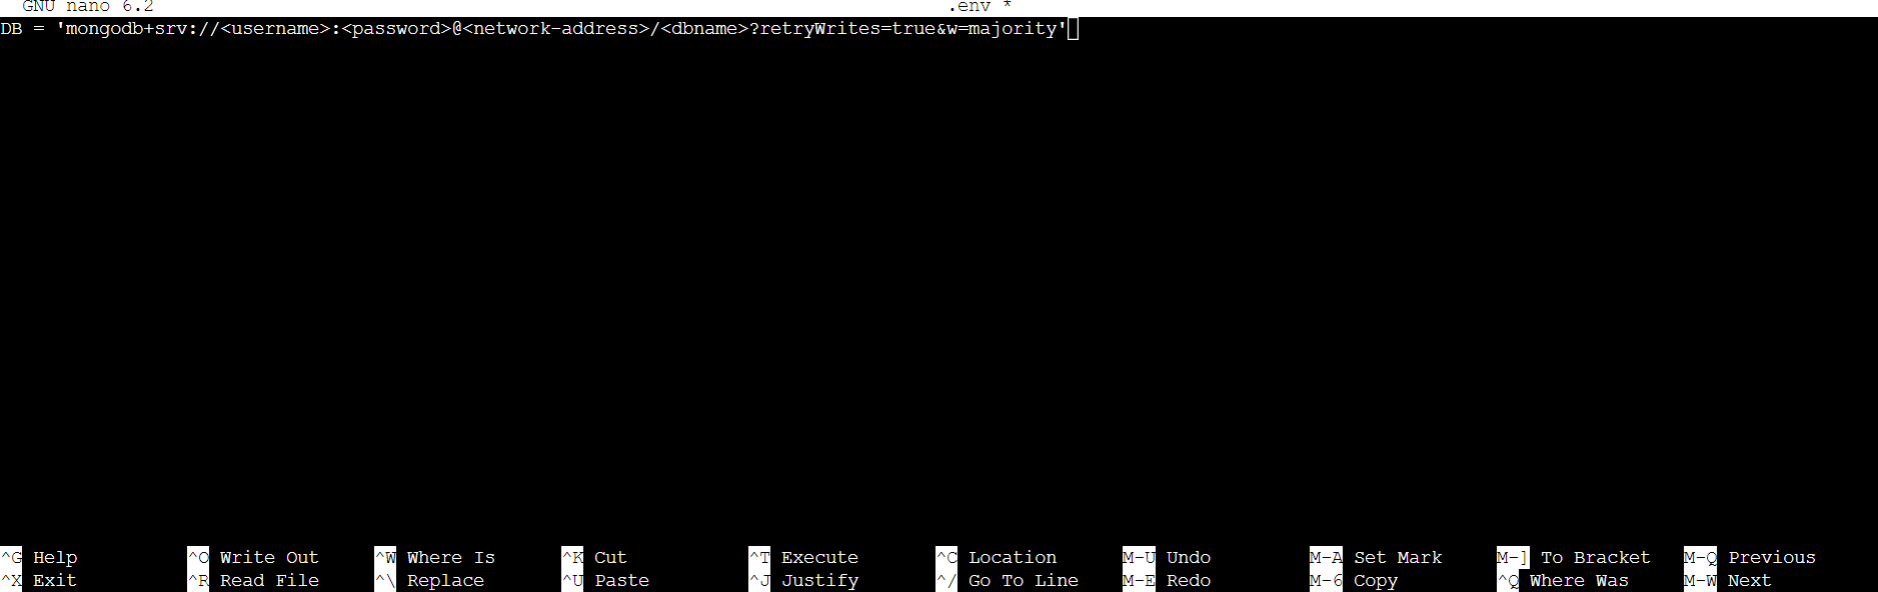 GNU nano 6.2 .env *
DB = 'mongodb+srv://<username>:<password>@<network-address>/<dbname>?retryWrites=true&w=majority'
^G Help ^O Write Out ^W Where Is ^K Cut ^T Execute ^C Location M-U Undo M-A Set Mark M-] To Bracket M-Q Previous
^X Exit ^R Read File ^\ Replace ^U Paste ^J Justify ^/ Go To Line M-E Redo M-6 Copy ^Q Where Was M-W Next